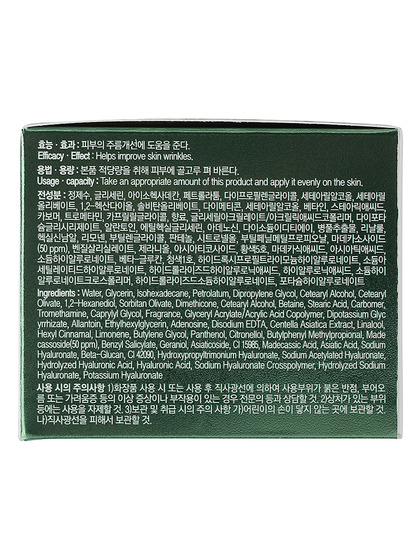 효능 · 효과 : 피부의 주름개선에 도움을 준다.
Efficacy · Effect : Helps improve skin wrinkles.
용법 · 용량 : 본품 적당량을 취해 피부에 골고루 펴 바른다.
Usage · capacity : Take an appropriate amount of this product and apply it evenly on the skin.
전성분 : 정제수, 글리세린, 아이소헥사데칸, 페트롤라툼, 다이프로필렌글라이콜, 세테아릴알코올, 세테아릴
올리베이트, 1,2-헥산다이올, 솔비탄올리베이트, 다이메티콘, 세테아릴알코올, 베타인, 스테아릭애씨드,
카보머, 트로메타민, 카프릴릴글라이콜, 향료, 글리세릴아크릴레이트/아크릴릭애씨드코폴리머, 다이포타
슘글리시리제이트, 알란토인, 에틸헥실글리세린, 아데노신, 다이소듐이디티에이, 병풀추출물, 리날룰,
헥실신남알, 리모넨, 부틸렌글라이콜, 판테놀, 시트로넬올, 부틸페닐메틸프로피오날, 마데카소사이드
(50 ppm), 벤질살리실레이트, 제라니올, 아시아티코사이드, 황색5호, 마데카식애씨드, 아시아틱애씨드,
소듐하이알루로네이트, 베타-글루칸, 청색1호, 하이드록시프로필트라이모늄하이알루로네이트, 소듐아
세틸레이티드하이알루로네이트, 하이드롤라이즈드하이알루로닉애씨드, 하이알루로닉애씨드, 소듐하이
알루로네이트크로스폴리머, 하이드롤라이즈드소듐하이알루로네이트, 포타슘하이알루로네이트
Ingredients : Water, Glycerin, Isohexadecane, Petrolatum, Dipropylene Glycol, Cetearyl Alcohol, Cetearyl
Olivate, 1,2-Hexanediol, Sorbitan Olivate, Dimethicone, Cetearyl Alcohol, Betaine, Stearic Acid, Carbomer,
Tromethamine, Caprylyl Glycol, Fragrance, Glyceryl Acrylate/Acrylic Acid Copolymer, Dipotassium Glyc
yrrhizate, Allantoin, Ethylhexylglycerin, Adenosine, Disodium EDTA, Centella Asiatica Extract, Linalool,
Hexyl Cinnamal, Limonene, Butylene Glycol, Panthenol, Citronellol, Butylphenyl Methylpropional, Made
cassoside(50 ppm), Benzyl Salicylate, Geraniol, Asiaticoside, CI 15985, Madecassic Acid, Asiatic Acid, Sodium
Hyaluronate, Beta-Glucan, CI 42090, Hydroxypropyltrimonium Hyaluronate, Sodium Acetylated Hyaluronate,
Hydrolyzed Hyaluronic Acid, Hyaluronic Acid, Sodium Hyaluronate Crosspolymer, Hydrolyzed Sodium
Hyaluronate, Potassium Hyaluronate
사용 시의 주의사항 1)화장품 사용 시 또는 사용 후 직사광선에 의하여 사용부위가 붉은 반점, 부어오
름 또는 가려움증 등의 이상 증상이나 부작용이 있는 경우 전문의 등과 상담할 것. 2)상처가 있는 부위
등에는 사용을 자제할 것. 3)보관 및 취급 시의 주의 사항 가)어린이의 손이 닿지 않는 곳에 보관할 것.
나)직사광선을 피해서 보관할 것.